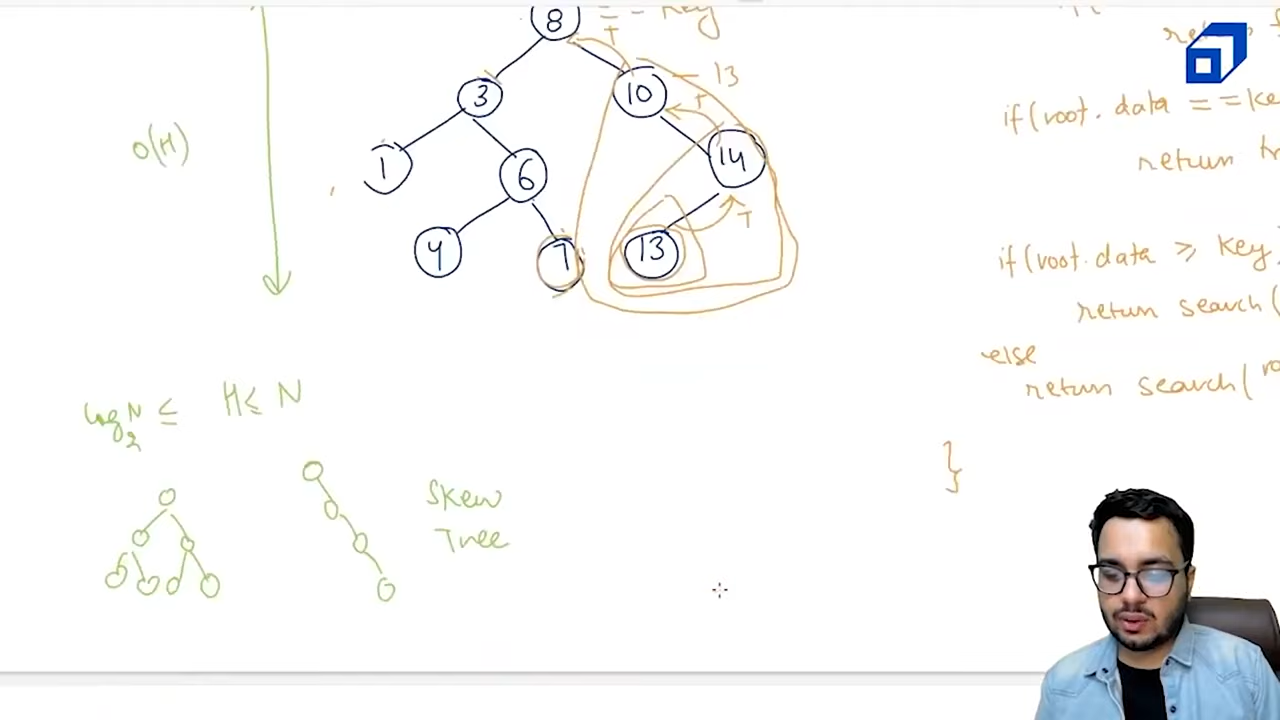 8 == key
T
3
10 - 13
T
1
6
14
O(H)
4
7
13
T
if(root.data == key
return tr
if(root.data >, key
return search(
else
return search(
}
log₂N ≤ H ≤ N
Skew
Tree